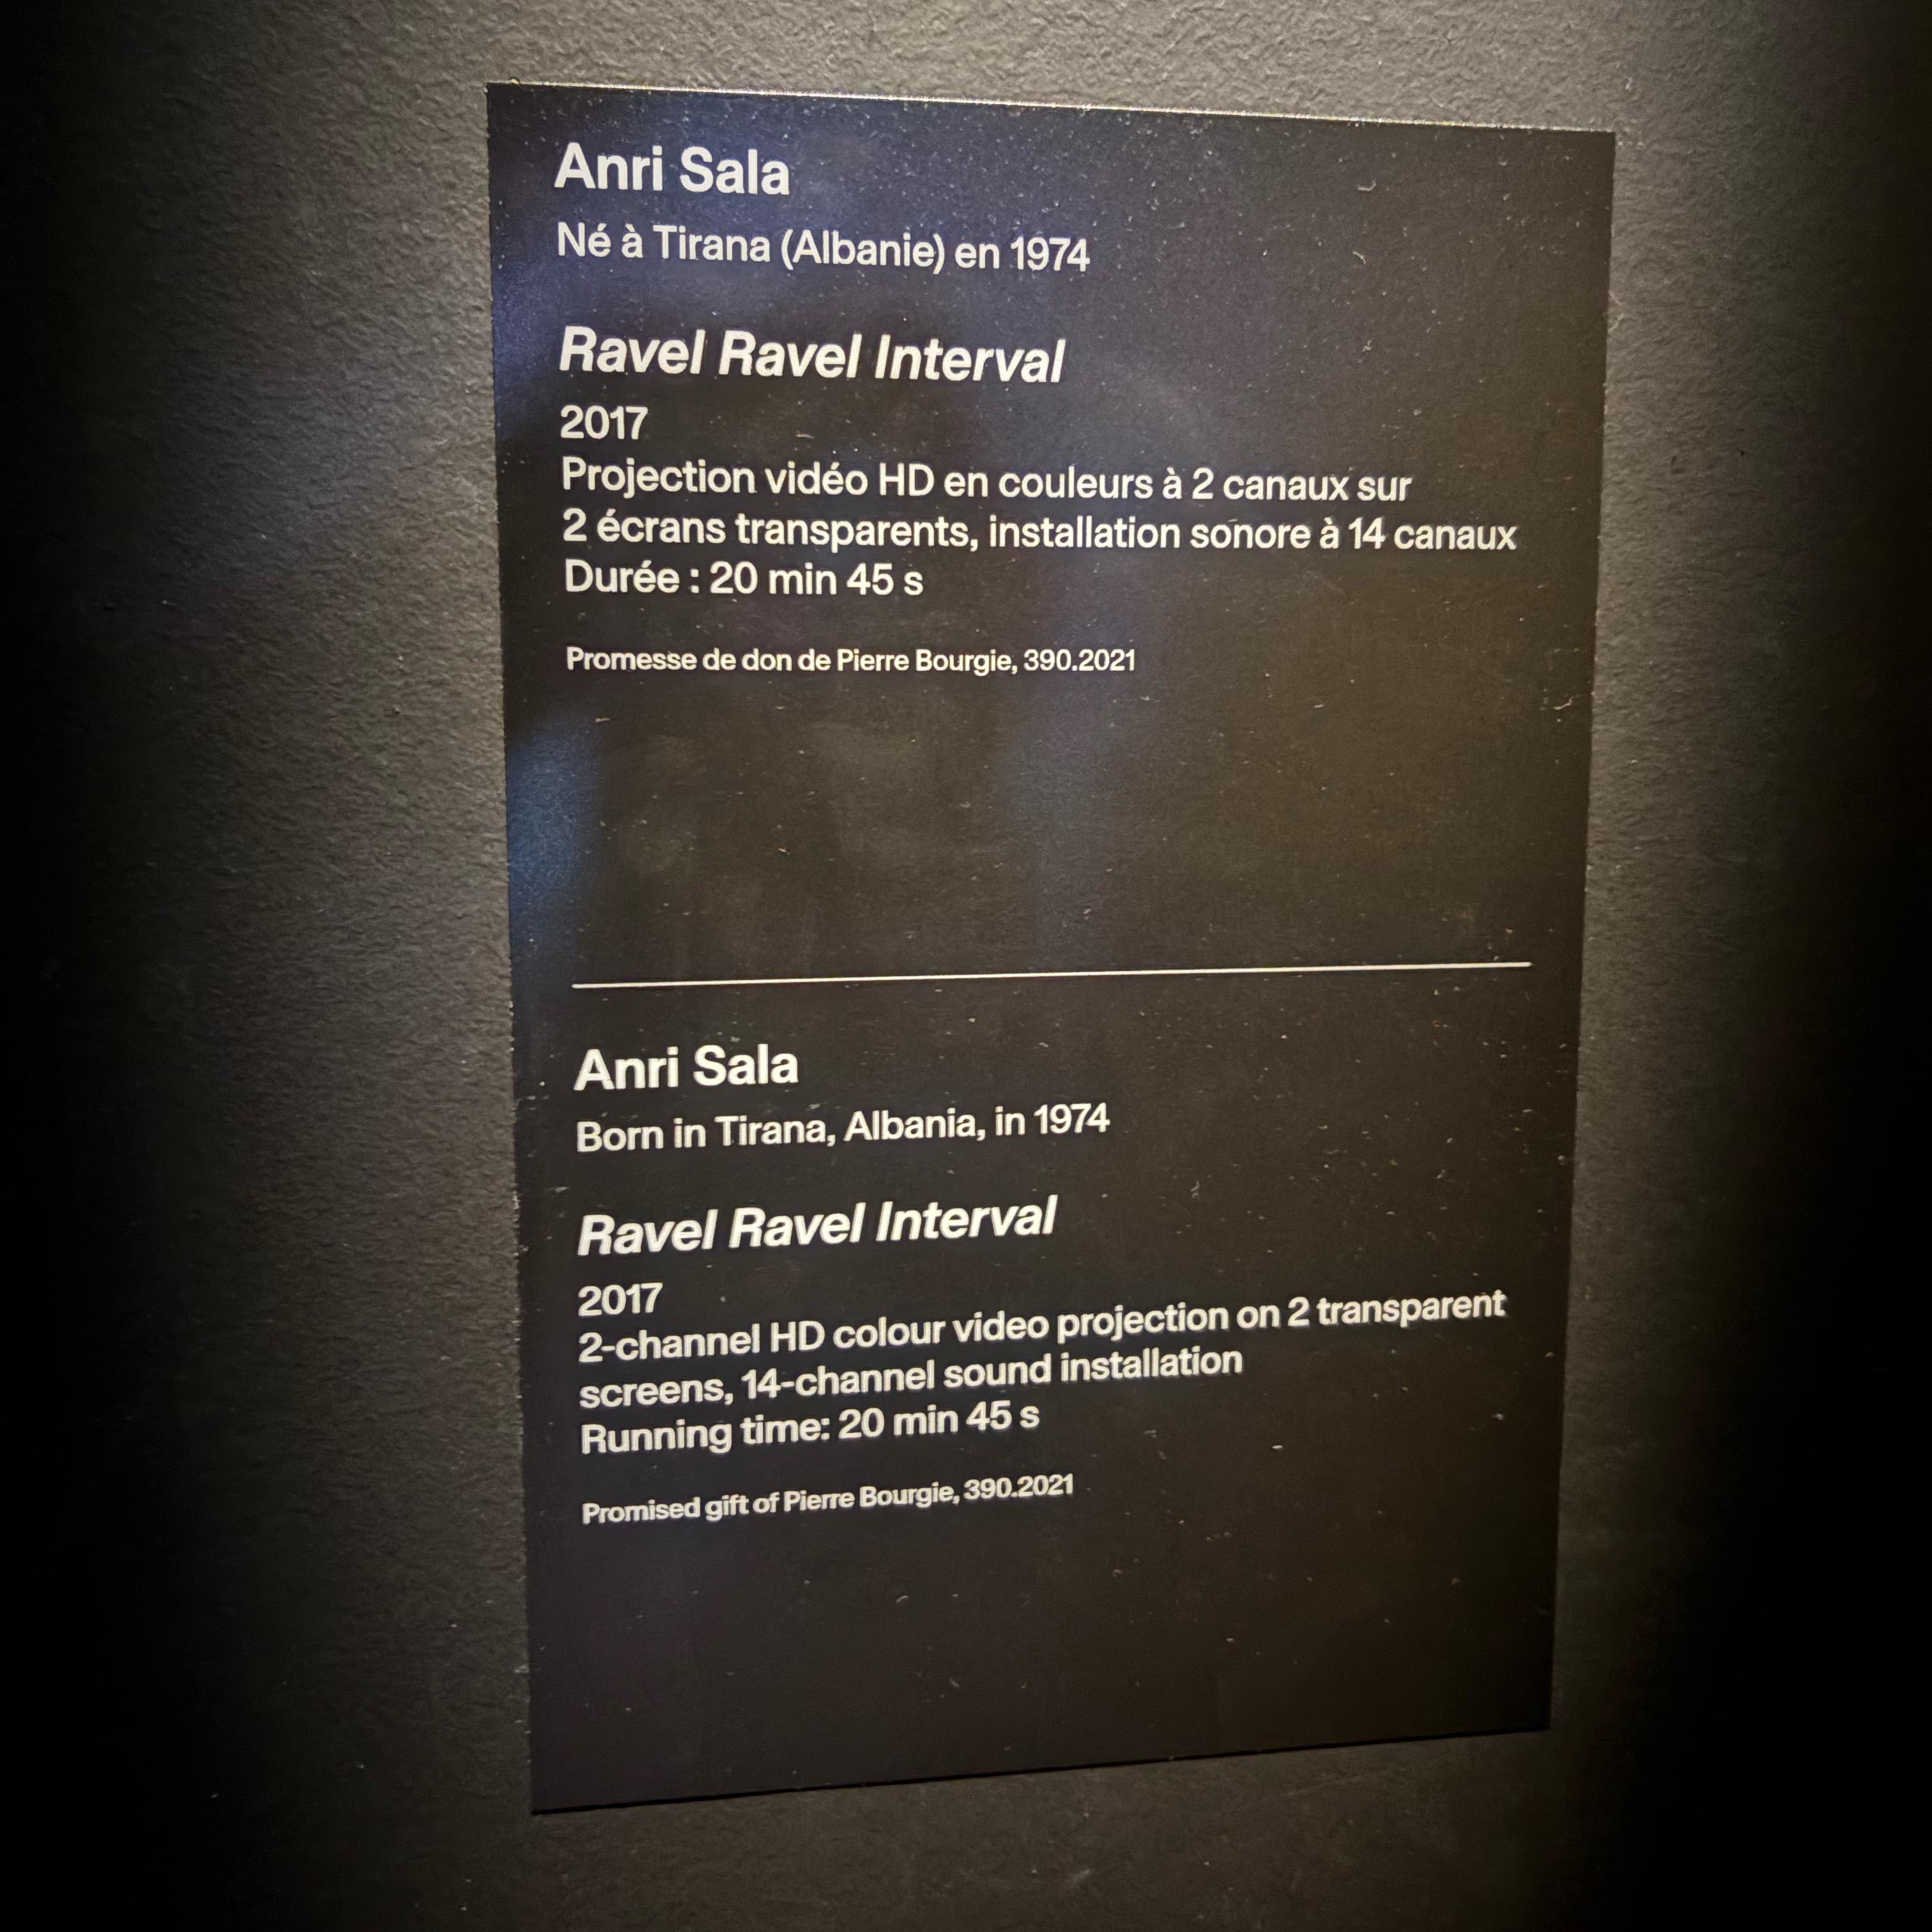 Anri Sala
Né à Tirana (Albanie) en 1974
Ravel Ravel Interval
2017
Projection vidéo HD en couleurs à 2 canaux sur
2 écrans transparents, installation sonore à 14 canaux
Durée : 20 min 45 s
Promesse de don de Pierre Bourgie, 390.2021
Anri Sala
Born in Tirana, Albania, in 1974
Ravel Ravel Interval
2017
2-channel HD colour video projection on 2 transparent
screens, 14-channel sound installation
Running time: 20 min 45 s
Promised gift of Pierre Bourgie, 390.2021